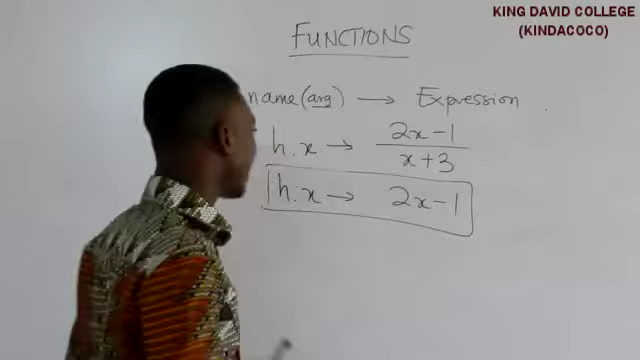 KING DAVID COLLEGE
(KINDACOCO)
FUNCTIONS
name(arg) → Expression
h.x → 2x-1
x+3
h.x → 2x-1